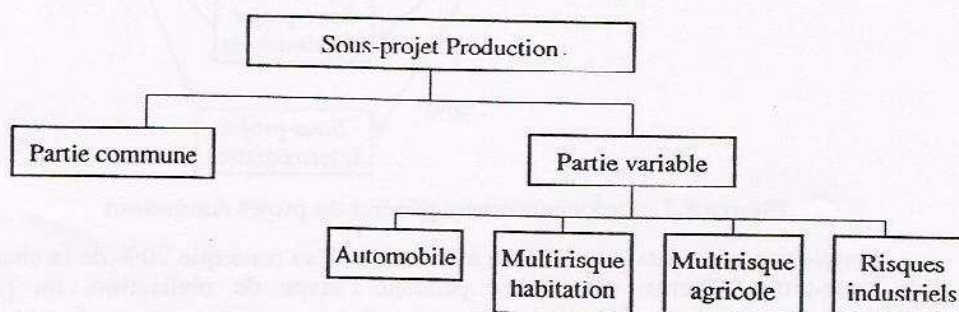 Sous-projet Production
Partie commune
Partie variable
Automobile
Multirisque
habitation
Multirisque
agricole
Risques
industriels